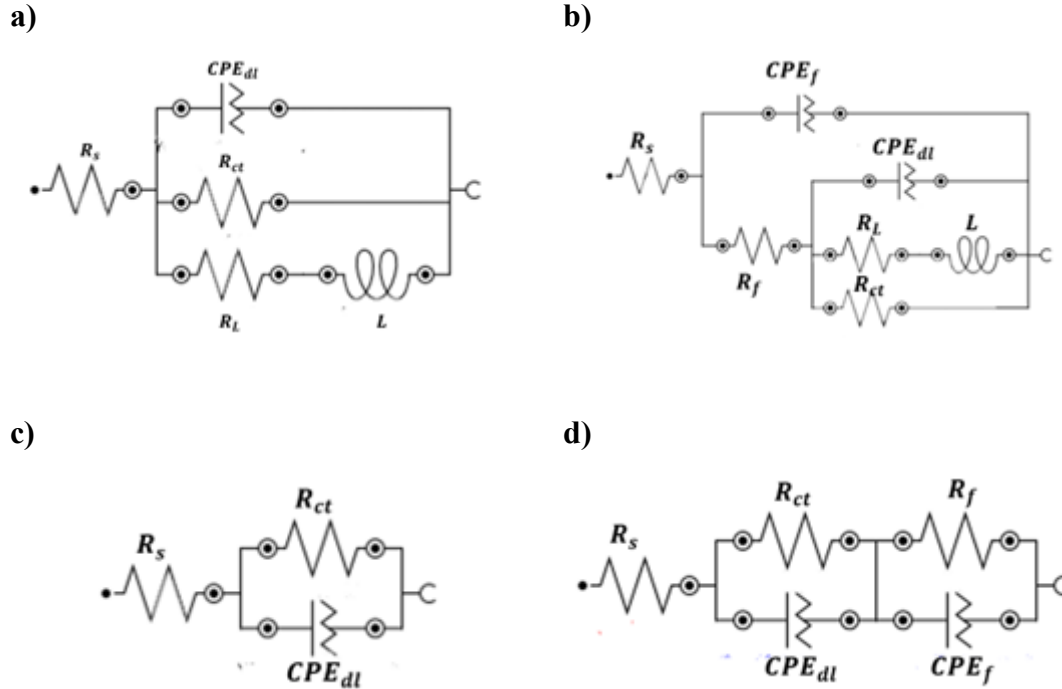 a)
CPE_dl
R_s
R_ct
R_L
L
b)
CPE_f
R_s
CPE_dl
R_L
L
R_f
R_ct
c)
R_ct
R_s
CPE_dl
d)
R_ct
R_f
R_s
CPE_dl
CPE_f